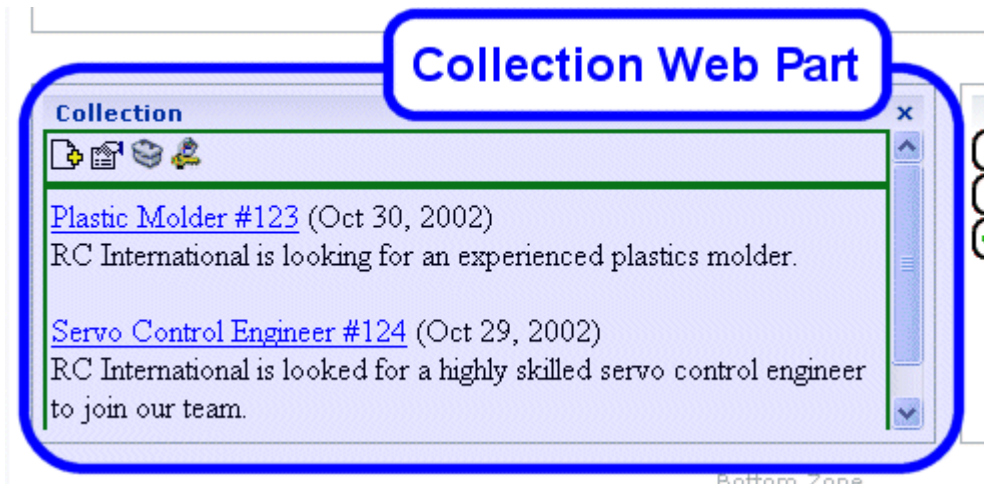 Collection Web Part
Collection
Plastic Molder #123 (Oct 30, 2002)
RC International is looking for an experienced plastics molder.
Servo Control Engineer #124 (Oct 29, 2002)
RC International is looked for a highly skilled servo control engineer
to join our team.
Bottom Zone